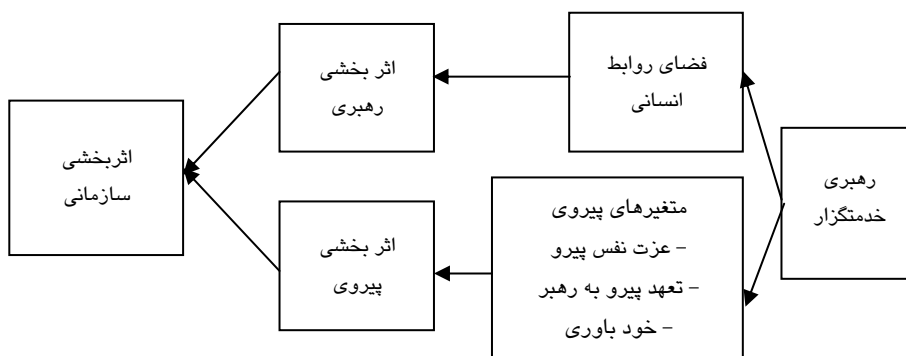 رهبری
خدمتگزار
فضای روابط
انسانی
متغیرهای پیروی
- عزت نفس پیرو
- تعهد پیرو به رهبر
- خود باوری
اثر بخشی
رهبری
اثر بخشی
پیروی
اثربخشی
سازمانی